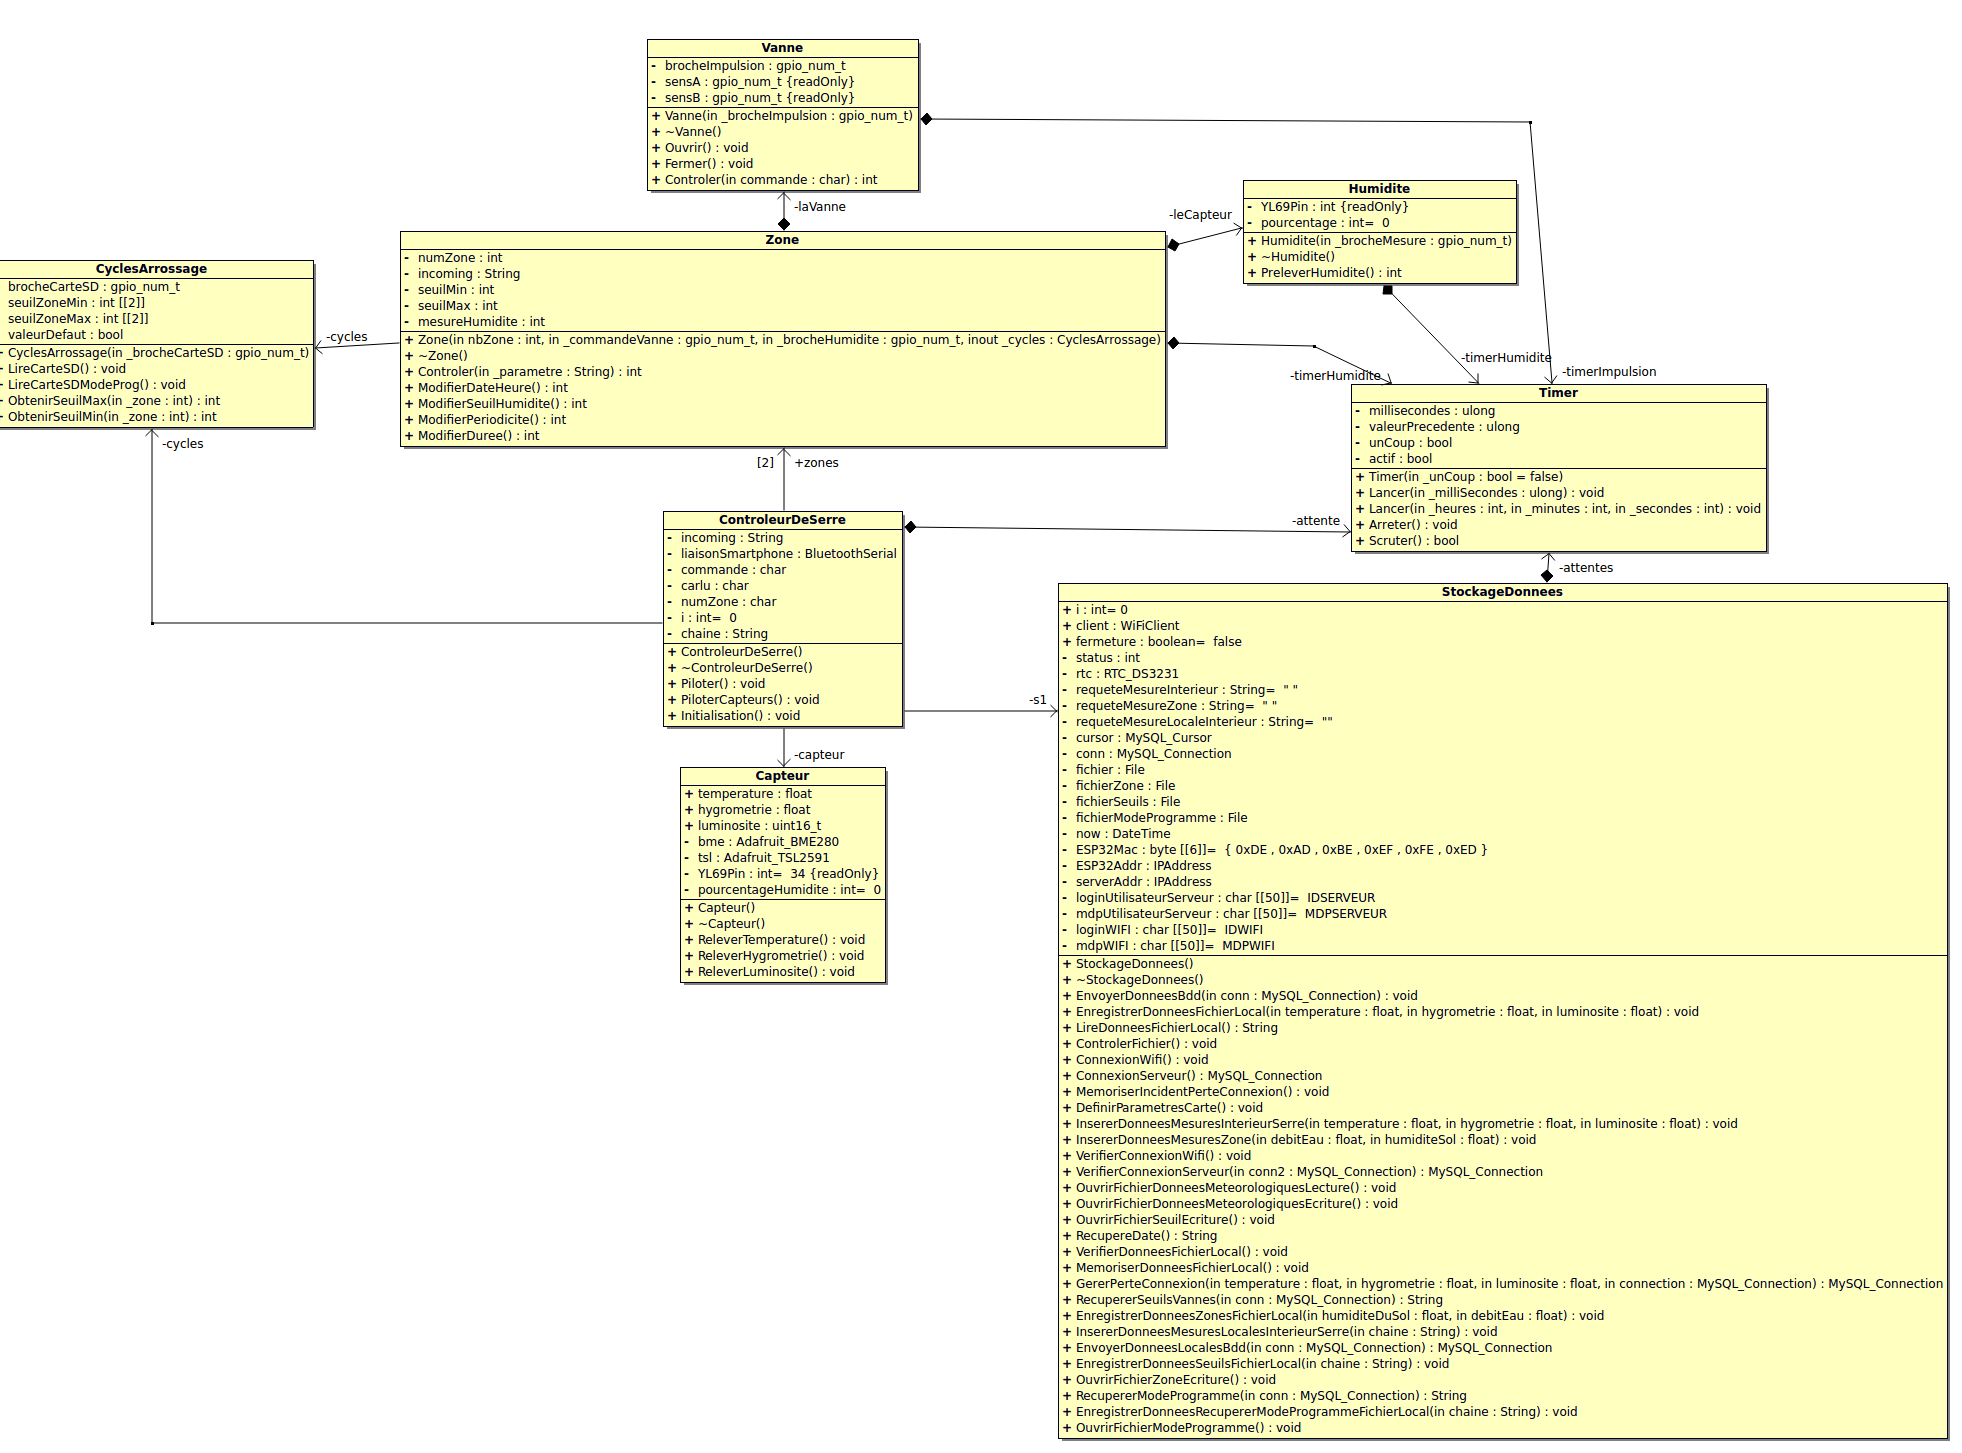 Vanne
- brocheImpulsion : gpio_num_t
- sensA : gpio_num_t {readOnly}
- sensB : gpio_num_t {readOnly}
+ Vanne(in _brocheImpulsion : gpio_num_t)
+ ~Vanne()
+ Ouvrir() : void
+ Fermer() : void
+ Controler(in commande : char) : int
-laVanne
Humidite
- YL69Pin : int {readOnly}
- pourcentage : int= 0
+ Humidite(in _brocheMesure : gpio_num_t)
+ ~Humidite()
+ PreleverHumidite() : int
-leCapteur
Zone
- numZone : int
- incoming : String
- seuilMin : int
- seuilMax : int
- mesureHumidite : int
+ Zone(in nbZone : int, in _commandeVanne : gpio_num_t, in _brocheHumidite : gpio_num_t, inout _cycles : CyclesArrosage)
+ ~Zone()
+ Controler(in _parametre : String) : int
+ ModifierDateHeure() : int
+ ModifierSeuilHumidite() : int
+ ModifierPeriodicite() : int
+ ModifierDuree() : int
CyclesArrossage
brocheCarteSD : gpio_num_t
seuilZoneMin : int [[2]]
seuilZoneMax : int [[2]]
valeurDefaut : bool
+ CyclesArrossage(in _brocheCarteSD : gpio_num_t)
+ LireCarteSD() : void
+ LireCarteSDModeProg() : void
+ ObtenirSeuilMax(in _zone : int) : int
+ ObtenirSeuilMin(in _zone : int) : int
-cycles
-cycles
-timerHumidite
-timerHumidite
-timerImpulsion
Timer
- millisecondes : ulong
- valeurPrecedente : ulong
- unCoup : bool
- actif : bool
+ Timer(in _unCoup : bool = false)
+ Lancer(in _milliSecondes : ulong) : void
+ Lancer(in _heures : int, in _minutes : int, in _secondes : int) : void
+ Arreter() : void
+ Scruter() : bool
[2] +zones
-attente
-attentes
ControleurDeSerre
- incoming : String
- liaisonSmartphone : BluetoothSerial
- commande : char
- carlu : char
- numZone : char
- i : int= 0
- chaine : String
+ ControleurDeSerre()
+ ~ControleurDeSerre()
+ Piloter() : void
+ PiloterCapteurs() : void
+ Initialisation() : void
-s1
-capteur
Capteur
+ temperature : float
+ hygrometrie : float
+ luminosite : uint16_t
- bme : Adafruit_BME280
- tsl : Adafruit_TSL2591
- YL69Pin : int= 34 {readOnly}
- pourcentageHumidite : int= 0
+ Capteur()
+ ~Capteur()
+ ReleverTemperature() : void
+ ReleverHygrometrie() : void
+ ReleverLuminosite() : void
StockageDonnees
+ i : int= 0
+ client : WiFiClient
+ fermeture : boolean= false
- status : int
- rtc : RTC_DS3231
- requeteMesureInterieur : String= " "
- requeteMesureZone : String= " "
- requeteMesureLocaleInterieur : String= ""
- cursor : MySQL_Cursor
- conn : MySQL_Connection
- fichier : File
- fichierZone : File
- fichierSeuils : File
- fichierModeProgramme : File
- now : DateTime
- ESP32Mac : byte [[6]]= { 0xDE , 0xAD , 0xBE , 0xEF , 0xFE , 0xED }
- ESP32Addr : IPAddress
- serverAddr : IPAddress
- loginUtilisateurServeur : char [[50]]= IDSERVEUR
- mdpUtilisateurServeur : char [[50]]= MDPSERVEUR
- loginWIFI : char [[50]]= IDWIFI
- mdpWIFI : char [[50]]= MDPWIFI
+ StockageDonnees()
+ ~StockageDonnees()
+ EnvoyerDonneesBdd(in conn : MySQL_Connection) : void
+ EnregistrerDonneesFichierLocal(in temperature : float, in hygrometrie : float, in luminosite : float) : void
+ LireDonneesFichierLocal() : String
+ ControlerFichier() : void
+ ConnexionWifi() : void
+ ConnexionServeur() : MySQL_Connection
+ MemoriserIncidentPerteConnexion() : void
+ DefinirParametresCarte() : void
+ InsererDonneesMesuresInterieurSerre(in temperature : float, in hygrometrie : float, in luminosite : float) : void
+ InsererDonneesMesuresZone(in debitEau : float, in humiditeSol : float) : void
+ VerifierConnexionWifi() : void
+ VerifierConnexionServeur(in conn2 : MySQL_Connection) : MySQL_Connection
+ OuvrirFichierDonneesMeteorologiquesLecture() : void
+ OuvrirFichierDonneesMeteorologiquesEcriture() : void
+ OuvrirFichierSeuilEcriture() : void
+ RecupereDate() : String
+ VerifierDonneesFichierLocal() : void
+ MemoriserDonneesFichierLocal() : void
+ GererPerteConnexion(in temperature : float, in hygrometrie : float, in luminosite : float, in connection : MySQL_Connection) : MySQL_Connection
+ RecupererSeuilsVannes(in conn : MySQL_Connection) : String
+ EnregistrerDonneesZonesFichierLocal(in humiditeDuSol : float, in debitEau : float) : void
+ InsererDonneesMesuresLocalesInterieurSerre(in chaine : String) : void
+ EnvoyerDonneesLocalesBdd(in conn : MySQL_Connection) : MySQL_Connection
+ EnregistrerDonneesSeuilsFichierLocal(in chaine : String) : void
+ OuvrirFichierZoneEcriture() : void
+ RecupererModeProgramme(in conn : MySQL_Connection) : String
+ EnregistrerDonneesRecupererModeProgrammeFichierLocal(in chaine : String) : void
+ OuvrirFichierModeProgramme() : void